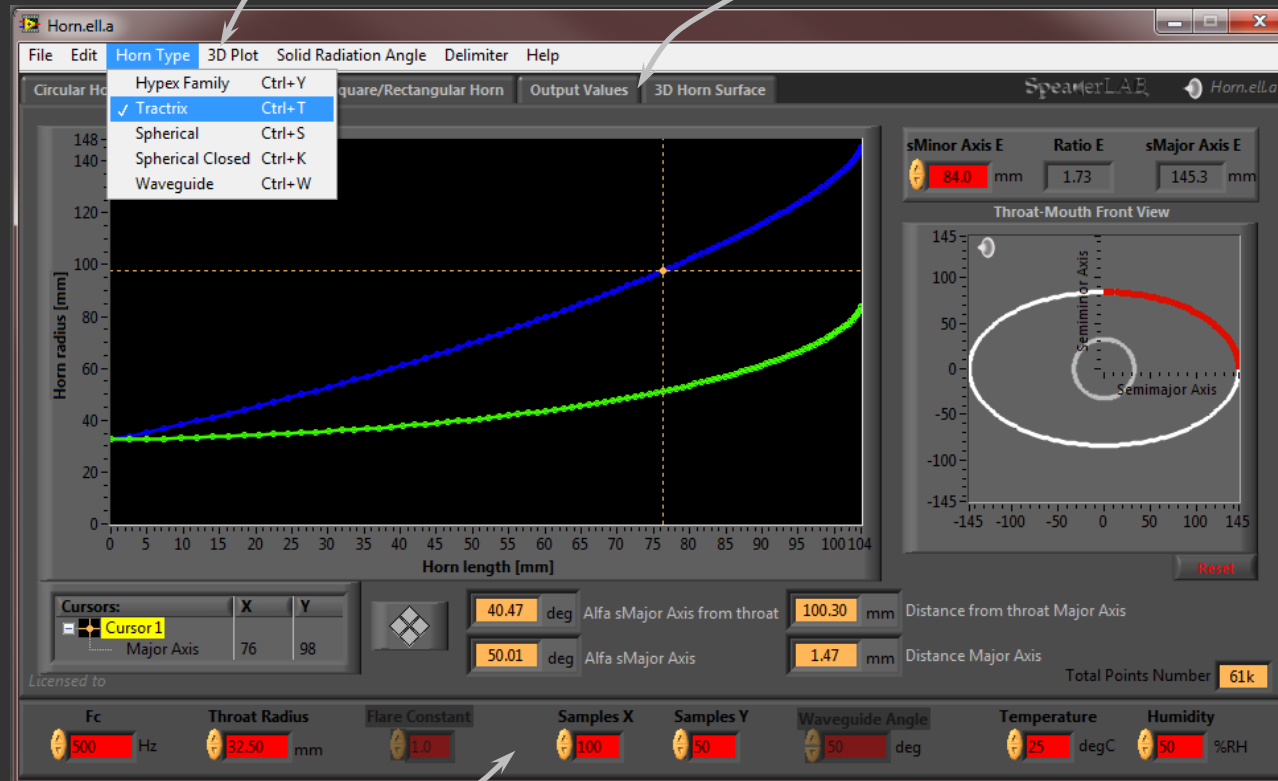 Horn.ell.a
File Edit Horn Type 3D Plot Solid Radiation Angle Delimiter Help
Hypex Family Ctrl+Y
✓ Tractrix Ctrl+T
Spherical Ctrl+S
Spherical Closed Ctrl+K
Waveguide Ctrl+W
Circular Ho quare/Rectangular Horn Output Values 3D Horn Surface
SpeakerLAB Horn.ell.a
148
140
120
100
80
60
40
20
0
Horn radius [mm]
0 5 10 15 20 25 30 35 40 45 50 55 60 65 70 75 80 85 90 95 100 104
Horn length [mm]
sMinor Axis E Ratio E sMajor Axis E
84.0 mm 1.73 145.3 mm
Throat-Mouth Front View
145
100
50
0
-50
-100
-145
Semiminor Axis
Semimajor Axis
-145 -100 -50 0 50 100 145
Reset
Cursors: X Y
Cursor 1
Major Axis 76 98
Licensed to
40.47 deg Alfa sMajor Axis from throat 100.30 mm Distance from throat Major Axis
50.01 deg Alfa sMajor Axis 1.47 mm Distance Major Axis
Total Points Number 61k
Fc Throat Radius Flare Constant Samples X Samples Y Waveguide Angle Temperature Humidity
500 Hz 32.50 mm 1.0 100 50 50 deg 25 degC 50 %RH